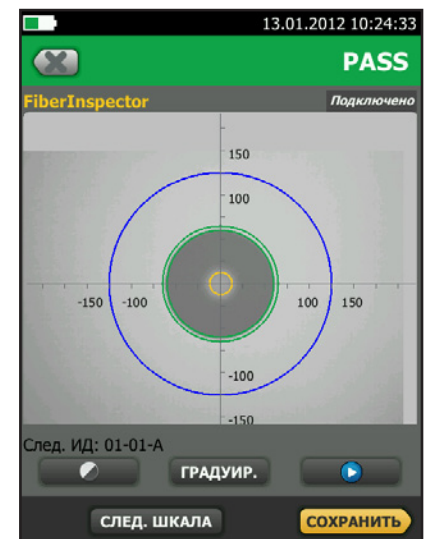 13.01.2012 10:24:33
PASS
FiberInspector
Подключено
150
100
-150 -100 100 150
-100
-150
След. ИД: 01-01-A
ГРАДУИР.
СЛЕД. ШКАЛА СОХРАНИТЬ